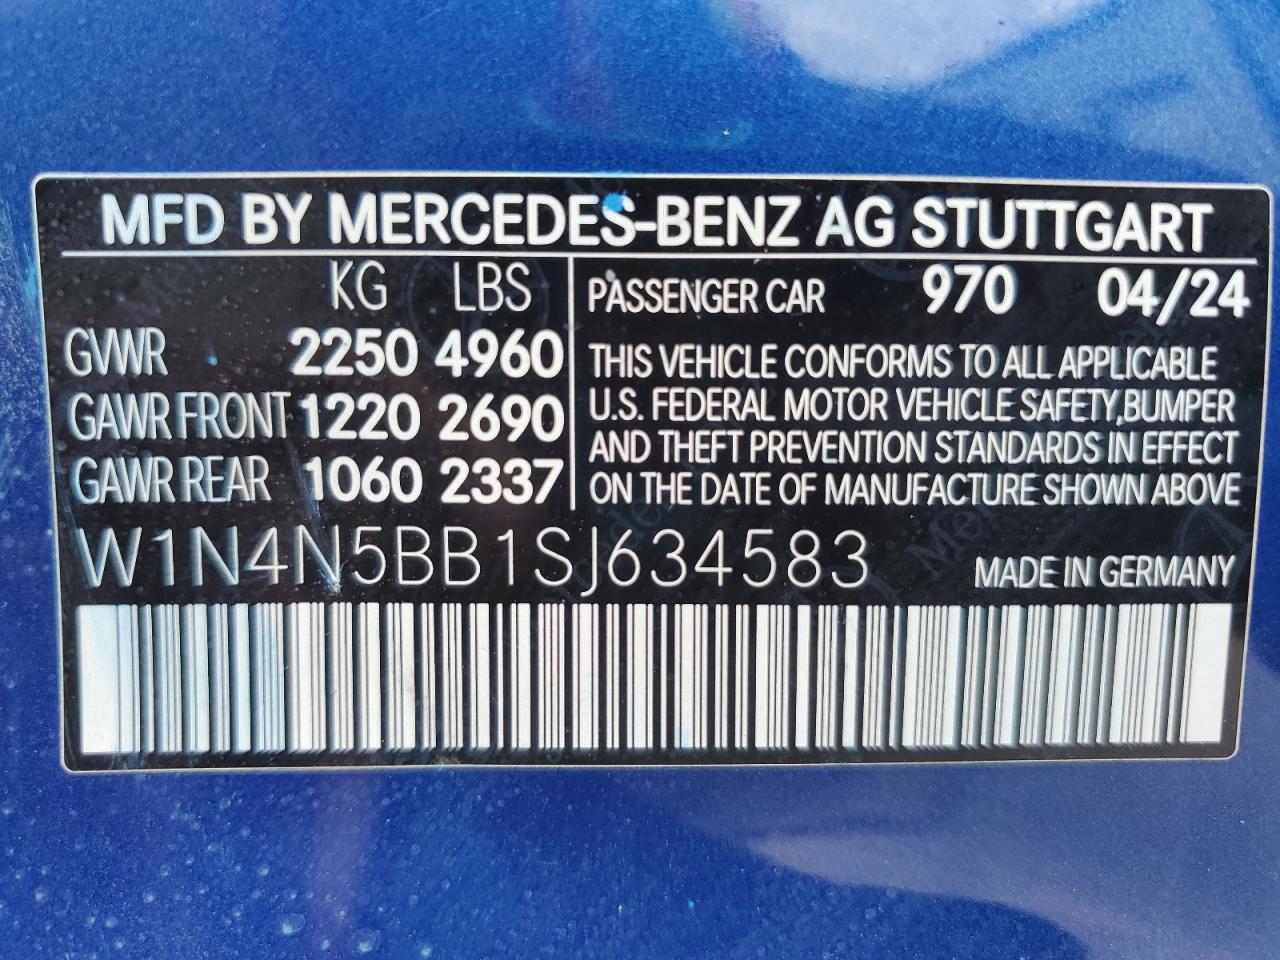 MFD BY MERCEDES-BENZ AG STUTTGART
KG LBS
GVWR 2250 4960
GAWR FRONT 1220 2690
GAWR REAR 1060 2337
PASSENGER CAR 970 04/24
THIS VEHICLE CONFORMS TO ALL APPLICABLE
U.S. FEDERAL MOTOR VEHICLE SAFETY,BUMPER
AND THEFT PREVENTION STANDARDS IN EFFECT
ON THE DATE OF MANUFACTURE SHOWN ABOVE
W1N4N5BB1SJ634583
MADE IN GERMANY